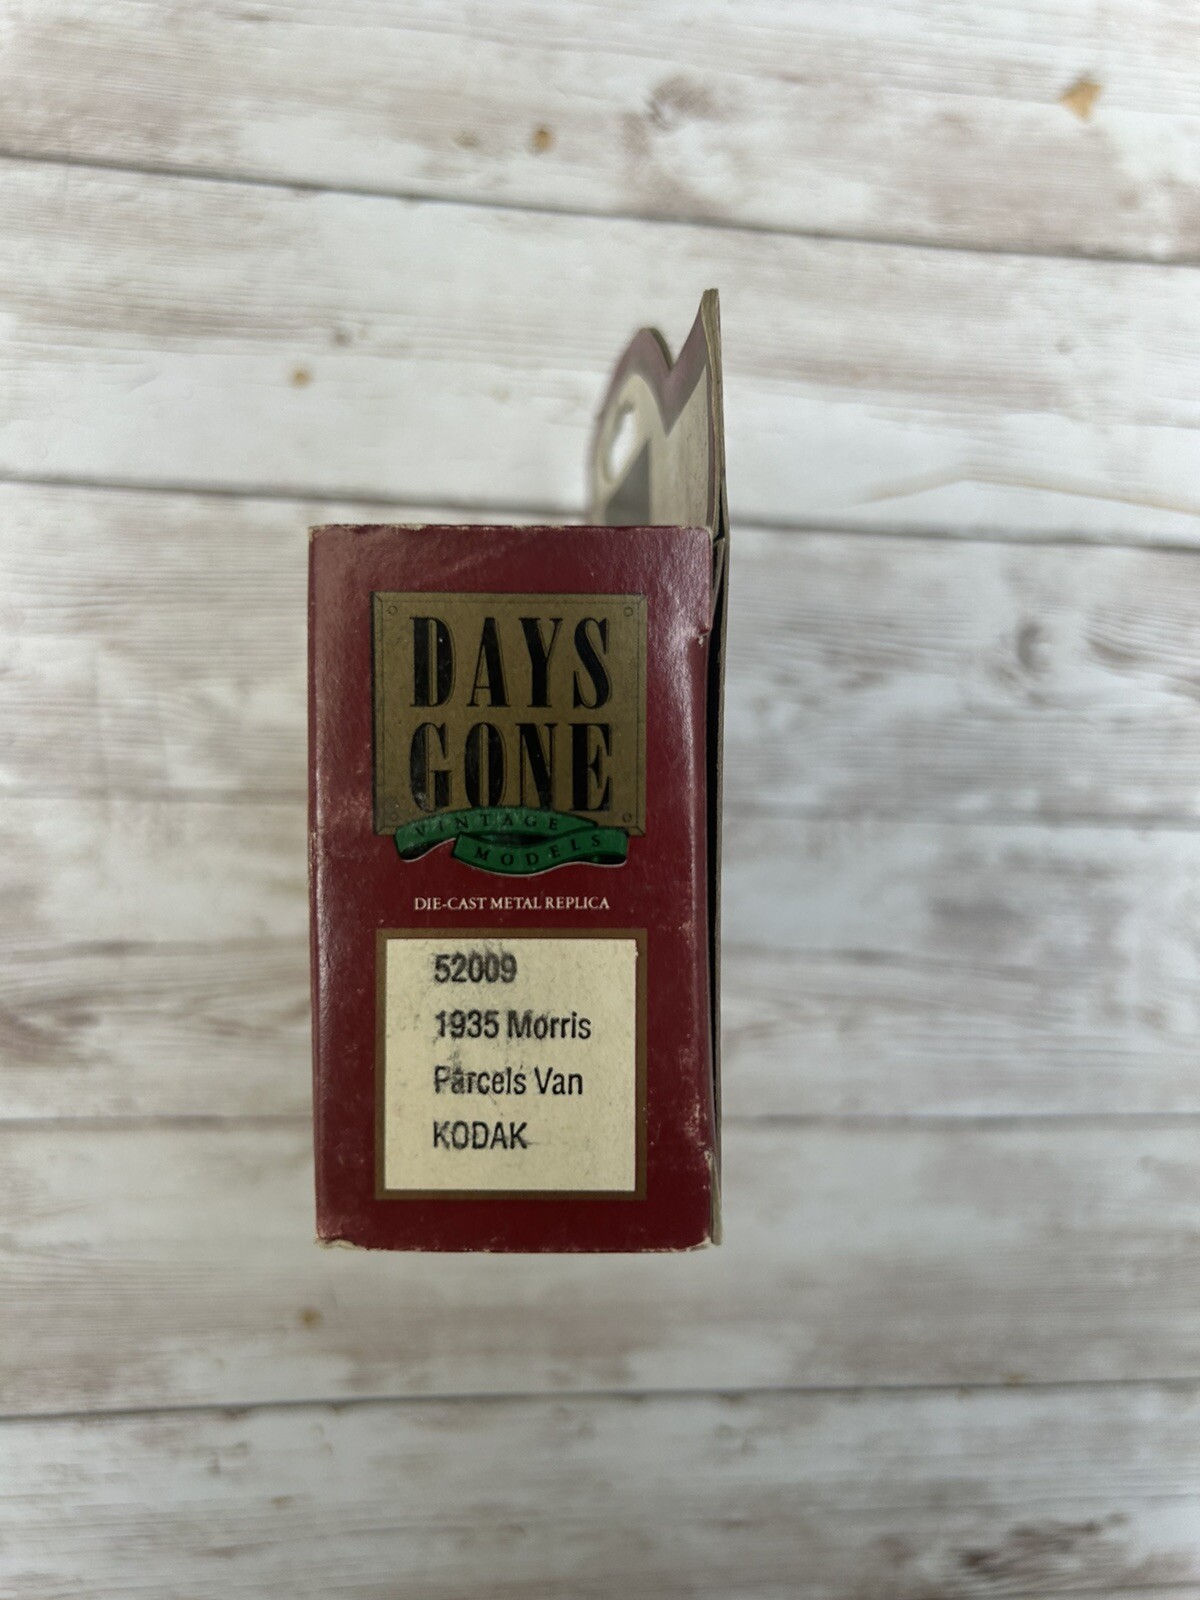 DAYS
GONE
VINTAGE
MODELS
DIE-CAST METAL REPLICA
52009
1935 Morris
Parcels Van
KODAK